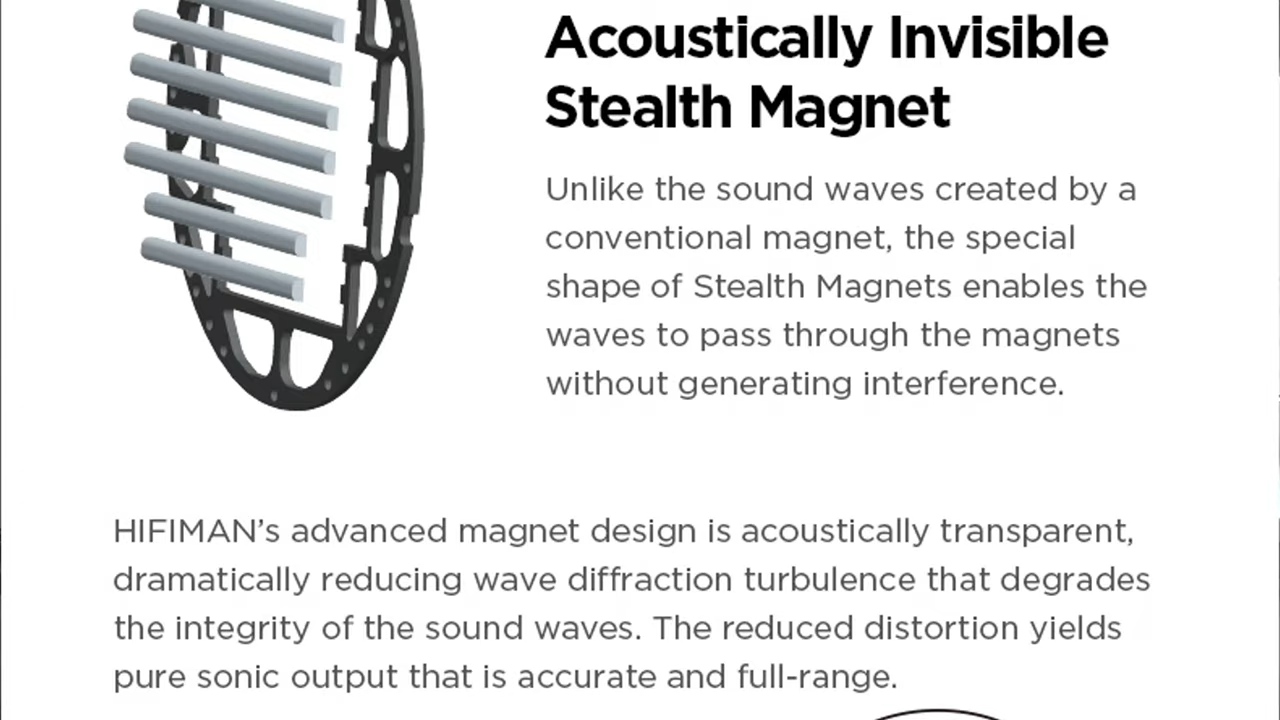 Acoustically Invisible
Stealth Magnet
Unlike the sound waves created by a
conventional magnet, the special
shape of Stealth Magnets enables the
waves to pass through the magnets
without generating interference.
HIFIMAN’s advanced magnet design is acoustically transparent,
dramatically reducing wave diffraction turbulence that degrades
the integrity of the sound waves. The reduced distortion yields
pure sonic output that is accurate and full-range.